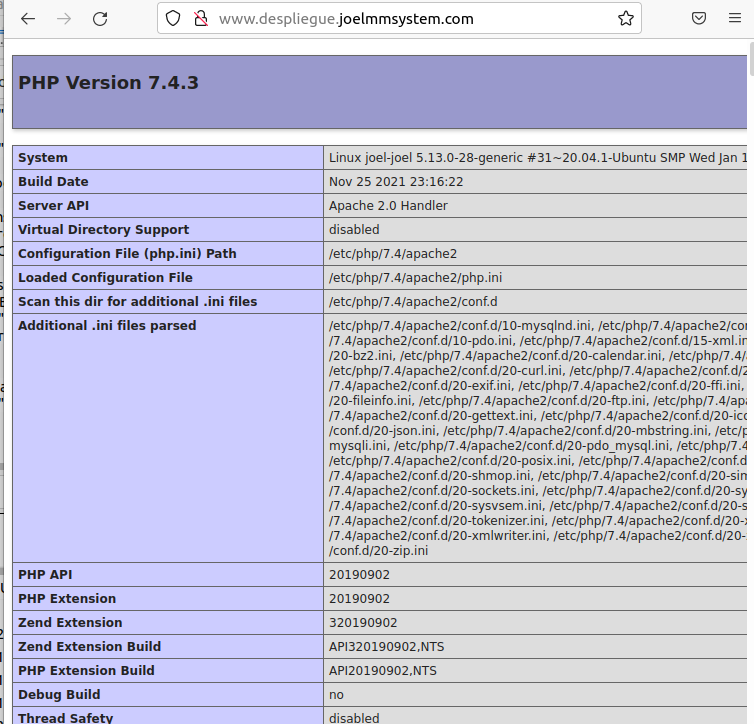 www.despliegue.joelmmsystem.com
PHP Version 7.4.3
System Linux joel-joel 5.13.0-28-generic #31~20.04.1-Ubuntu SMP Wed Jan 1
Build Date Nov 25 2021 23:16:22
Server API Apache 2.0 Handler
Virtual Directory Support disabled
Configuration File (php.ini) Path /etc/php/7.4/apache2
Loaded Configuration File /etc/php/7.4/apache2/php.ini
Scan this dir for additional .ini files /etc/php/7.4/apache2/conf.d
Additional .ini files parsed /etc/php/7.4/apache2/conf.d/10-mysqlnd.ini, /etc/php/7.4/apache2/con
/7.4/apache2/conf.d/10-pdo.ini, /etc/php/7.4/apache2/conf.d/15-xml.in
/20-bz2.ini, /etc/php/7.4/apache2/conf.d/20-calendar.ini, /etc/php/7.4/a
/etc/php/7.4/apache2/conf.d/20-curl.ini, /etc/php/7.4/apache2/conf.d/2
/7.4/apache2/conf.d/20-exif.ini, /etc/php/7.4/apache2/conf.d/20-ffi.ini,
/20-fileinfo.ini, /etc/php/7.4/apache2/conf.d/20-ftp.ini, /etc/php/7.4/apa
/7.4/apache2/conf.d/20-gettext.ini, /etc/php/7.4/apache2/conf.d/20-ico
/conf.d/20-json.ini, /etc/php/7.4/apache2/conf.d/20-mbstring.ini, /etc/p
mysqli.ini, /etc/php/7.4/apache2/conf.d/20-pdo_mysql.ini, /etc/php/7.4
/etc/php/7.4/apache2/conf.d/20-posix.ini, /etc/php/7.4/apache2/conf.d
/7.4/apache2/conf.d/20-shmop.ini, /etc/php/7.4/apache2/conf.d/20-sim
/7.4/apache2/conf.d/20-sockets.ini, /etc/php/7.4/apache2/conf.d/20-sy
/7.4/apache2/conf.d/20-sysvsem.ini, /etc/php/7.4/apache2/conf.d/20-s
/7.4/apache2/conf.d/20-tokenizer.ini, /etc/php/7.4/apache2/conf.d/20-x
/7.4/apache2/conf.d/20-xmlwriter.ini, /etc/php/7.4/apache2/conf.d/20-
/conf.d/20-zip.ini
PHP API 20190902
PHP Extension 20190902
Zend Extension 320190902
Zend Extension Build API320190902,NTS
PHP Extension Build API20190902,NTS
Debug Build no
Thread Safety disabled